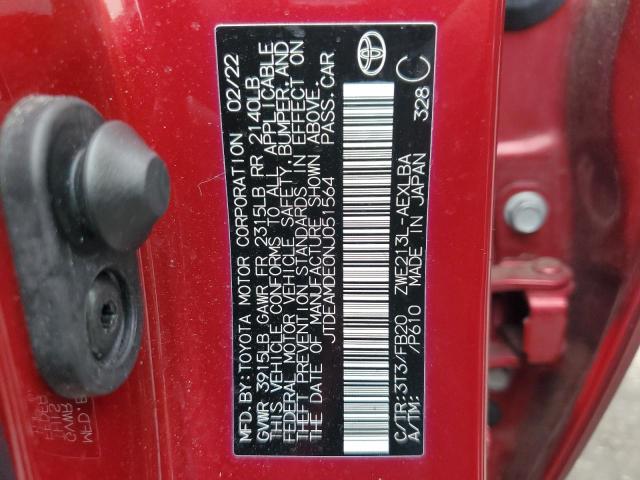 MFD. BY: TOYOTA MOTOR CORPORATION 02/22
GVWR 3915LB GAWR FR 2315LB RR 2140LB
THIS VEHICLE CONFORMS TO ALL APPLICABLE
FEDERAL MOTOR VEHICLE SAFETY, BUMPER, AND
THEFT PREVENTION STANDARDS IN EFFECT ON
THE DATE OF MANUFACTURE SHOWN ABOVE.
JTDEAMDE0NJ051564 PASS. CAR
C/TR: 3T3/FB20 ZWE213L-AEXLBA 328 C
A/TM: /P610 MADE IN JAPAN